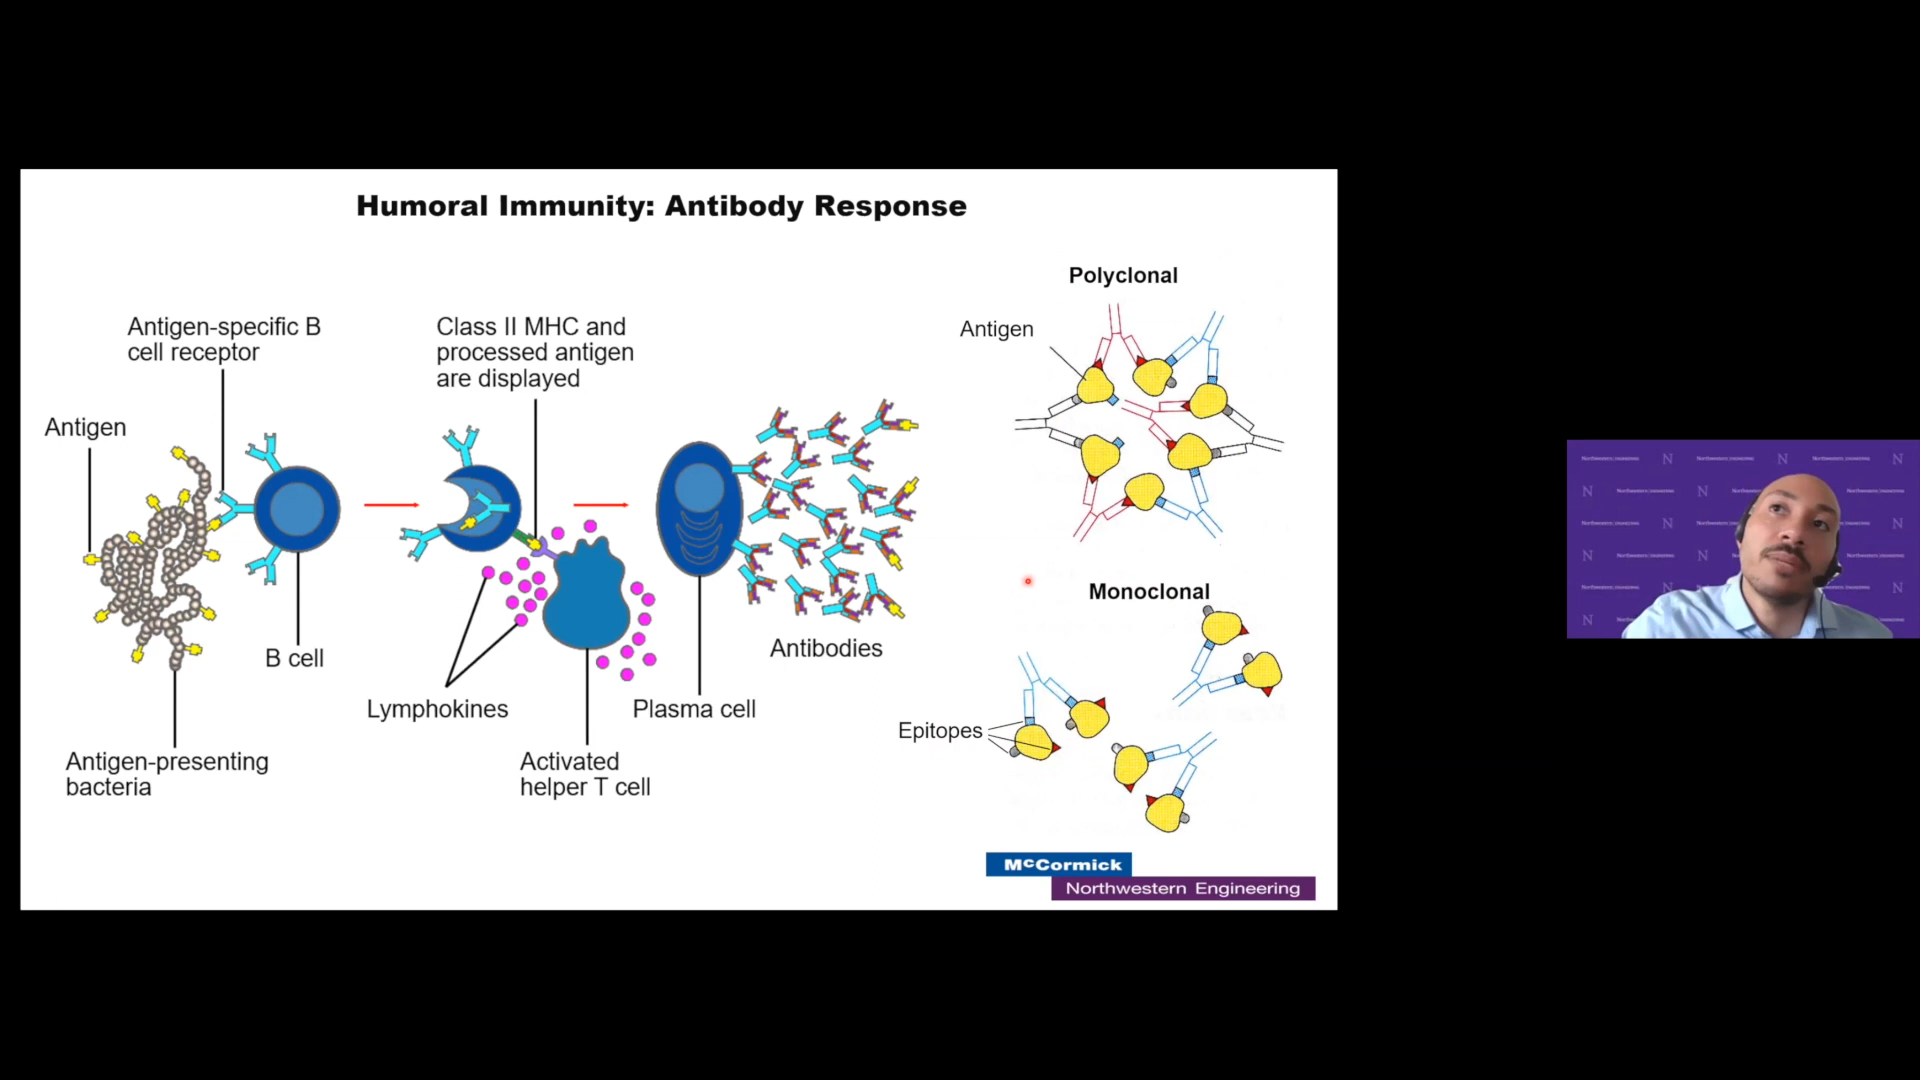 Humoral Immunity: Antibody Response
Antigen-specific B
cell receptor
Antigen
B cell
Antigen-presenting
bacteria
Class II MHC and
processed antigen
are displayed
Lymphokines
Activated
helper T cell
Plasma cell
Antibodies
Polyclonal
Antigen
Monoclonal
Epitopes
McCormick
Northwestern Engineering